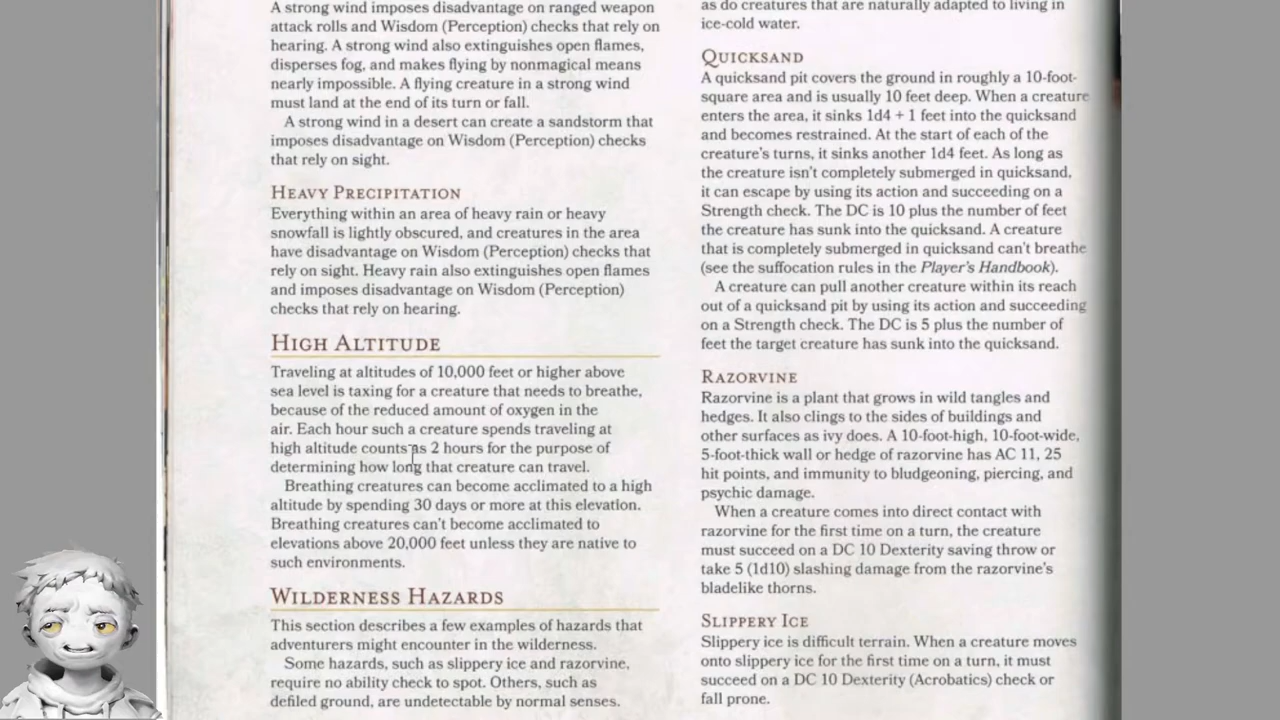 A strong wind imposes disadvantage on ranged weapon
attack rolls and Wisdom (Perception) checks that rely on
hearing. A strong wind also extinguishes open flames,
disperses fog, and makes flying by nonmagical means
nearly impossible. A flying creature in a strong wind
must land at the end of its turn or fall.
A strong wind in a desert can create a sandstorm that
imposes disadvantage on Wisdom (Perception) checks
that rely on sight.
HEAVY PRECIPITATION
Everything within an area of heavy rain or heavy
snowfall is lightly obscured, and creatures in the area
have disadvantage on Wisdom (Perception) checks that
rely on sight. Heavy rain also extinguishes open flames
and imposes disadvantage on Wisdom (Perception)
checks that rely on hearing.
HIGH ALTITUDE
Traveling at altitudes of 10,000 feet or higher above
sea level is taxing for a creature that needs to breathe,
because of the reduced amount of oxygen in the
air. Each hour such a creature spends traveling at
high altitude counts as 2 hours for the purpose of
determining how long that creature can travel.
Breathing creatures can become acclimated to a high
altitude by spending 30 days or more at this elevation.
Breathing creatures can't become acclimated to
elevations above 20,000 feet unless they are native to
such environments.
WILDERNESS HAZARDS
This section describes a few examples of hazards that
adventurers might encounter in the wilderness.
Some hazards, such as slippery ice and razorvine,
require no ability check to spot. Others, such as
defiled ground, are undetectable by normal senses.
as do creatures that are naturally adapted to living in
ice-cold water.
QUICKSAND
A quicksand pit covers the ground in roughly a 10-foot-
square area and is usually 10 feet deep. When a creature
enters the area, it sinks 1d4 + 1 feet into the quicksand
and becomes restrained. At the start of each of the
creature's turns, it sinks another 1d4 feet. As long as
the creature isn't completely submerged in quicksand,
it can escape by using its action and succeeding on a
Strength check. The DC is 10 plus the number of feet
the creature has sunk into the quicksand. A creature
that is completely submerged in quicksand can't breathe
(see the suffocation rules in the Player's Handbook).
A creature can pull another creature within its reach
out of a quicksand pit by using its action and succeeding
on a Strength check. The DC is 5 plus the number of
feet the target creature has sunk into the quicksand.
RAZORVINE
Razorvine is a plant that grows in wild tangles and
hedges. It also clings to the sides of buildings and
other surfaces as ivy does. A 10-foot-high, 10-foot-wide,
5-foot-thick wall or hedge of razorvine has AC 11, 25
hit points, and immunity to bludgeoning, piercing, and
psychic damage.
When a creature comes into direct contact with
razorvine for the first time on a turn, the creature
must succeed on a DC 10 Dexterity saving throw or
take 5 (1d10) slashing damage from the razorvine's
bladelike thorns.
SLIPPERY ICE
Slippery ice is difficult terrain. When a creature moves
onto slippery ice for the first time on a turn, it must
succeed on a DC 10 Dexterity (Acrobatics) check or
fall prone.